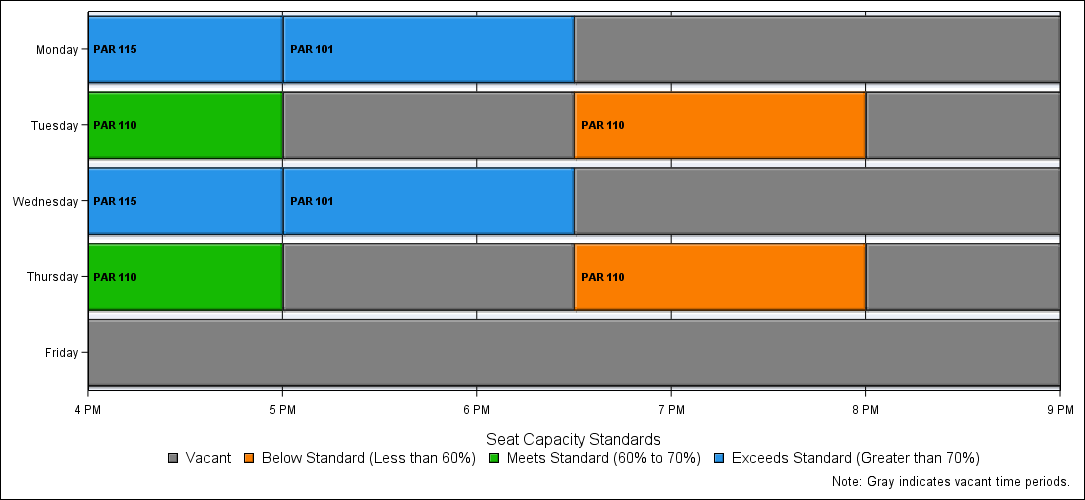 Monday
PAR 115
PAR 101
Tuesday
PAR 110
PAR 110
Wednesday
PAR 115
PAR 101
Thursday
PAR 110
PAR 110
Friday
4 PM 5 PM 6 PM 7 PM 8 PM 9 PM
Seat Capacity Standards
Vacant Below Standard (Less than 60%) Meets Standard (60% to 70%) Exceeds Standard (Greater than 70%)
Note: Gray indicates vacant time periods.